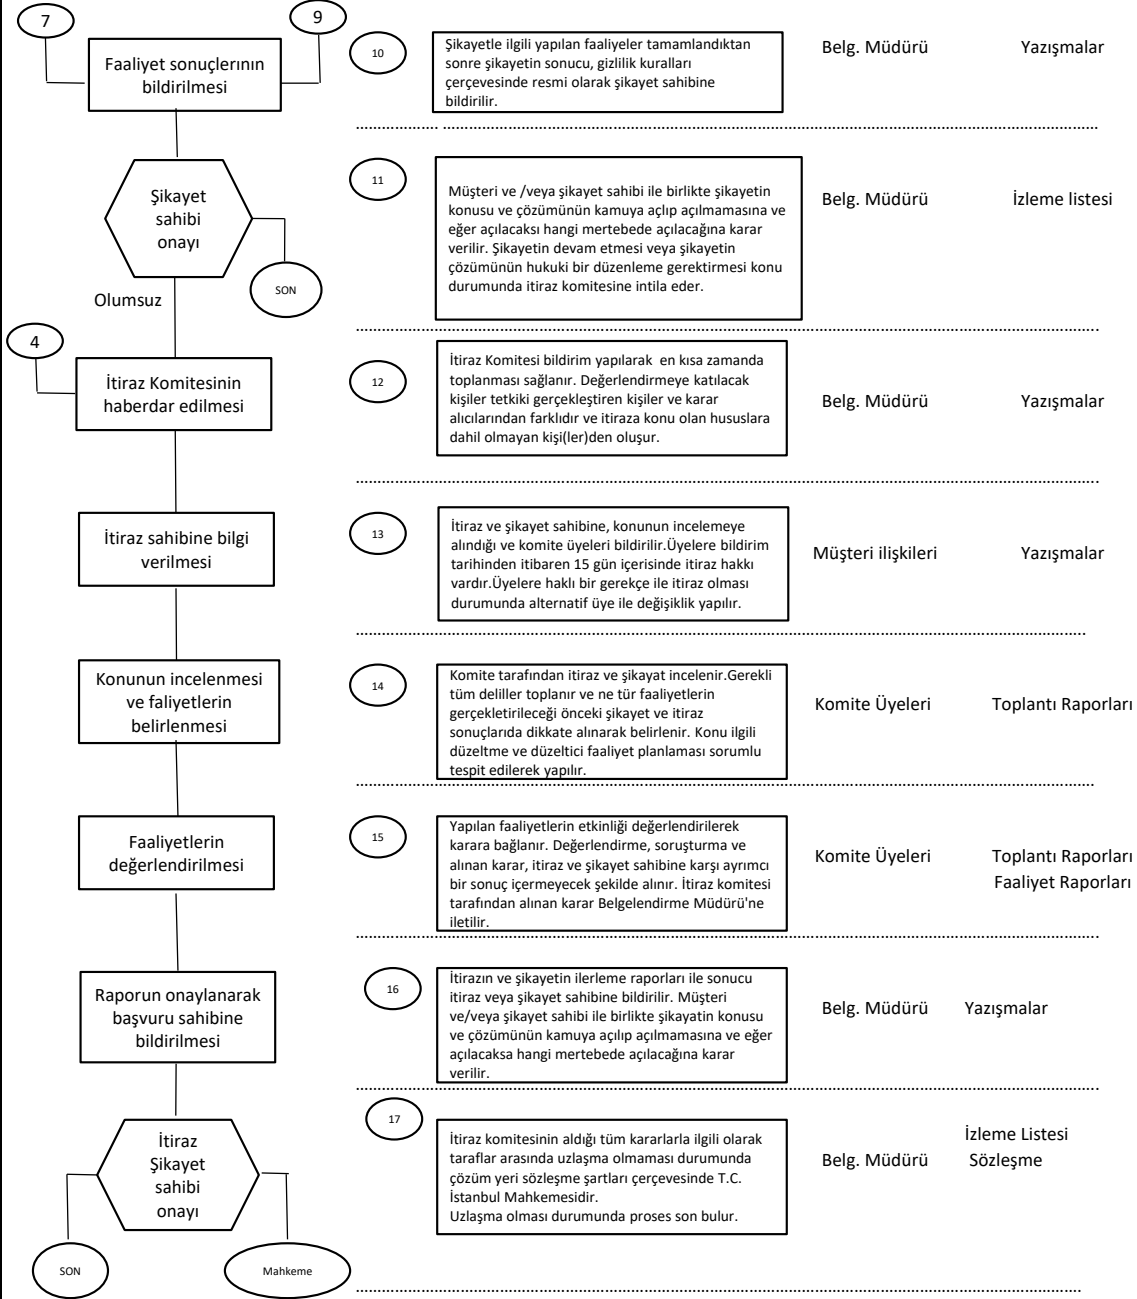 7
9
Faaliyet sonuçlerının
bildirilmesi
10
Şikayetle ilgili yapılan faaliyeler tamamlandıktan
sonre şikayetin sonucu, gizlilik kuralları
çerçevesinde resmi olarak şikayet sahibine
bildirilir.
Belg. Müdürü
Yazışmalar
Şikayet
sahibi
onayı
SON
Olumsuz
11
Müşteri ve /veya şikayet sahibi ile birlikte şikayetin
konusu ve çözümünün kamuya açlıp açılmamasına ve
eğer açılacaksı hangi mertebede açılacağına karar
verilir. Şikayetin devam etmesi veya şikayetin
çözümünün hukuki bir düzenleme gerektirmesi konu
durumunda itiraz komitesine intila eder.
Belg. Müdürü
İzleme listesi
4
İtiraz Komitesinin
haberdar edilmesi
12
İtiraz Komitesi bildirim yapılarak en kısa zamanda
toplanması sağlanır. Değerlendirmeye katılacak
kişiler tetkiki gerçekleştiren kişiler ve karar
alıcılarından farklıdır ve itiraza konu olan hususlara
dahil olmayan kişi(ler)den oluşur.
Belg. Müdürü
Yazışmalar
İtiraz sahibine bilgi
verilmesi
13
İtiraz ve şikayet sahibine, konunun incelemeye
alındığı ve komite üyeleri bildirilir.Üyelere bildirim
tarihinden itibaren 15 gün içerisinde itiraz hakkı
vardır.Üyelere haklı bir gerekçe ile itiraz olması
durumunda alternatif üye ile değişiklik yapılır.
Müşteri ilişkileri
Yazışmalar
Konunun incelenmesi
ve faliyetlerin
belirlenmesi
14
Komite tarafından itiraz ve şikayat incelenir.Gerekli
tüm deliller toplanır ve ne tür faaliyetlerin
gerçekletirileceği önceki şikayet ve itiraz
sonuçlarıda dikkate alınarak belirlenir. Konu ilgili
düzeltme ve düzeltici faaliyet planlaması sorumlu
tespit edilerek yapılır.
Komite Üyeleri
Toplantı Raporları
Faaliyetlerin
değerlendirilmesi
15
Yapılan faaliyetlerin etkinliği değerlendirilerek
karara bağlanır. Değerlendirme, soruşturma ve
alınan karar, itiraz ve şikayet sahibine karşı ayrımcı
bir sonuç içermeyecek şekilde alınır. İtiraz komitesi
tarafından alınan karar Belgelendirme Müdürü'ne
iletilir.
Komite Üyeleri
Toplantı Raporları
Faaliyet Raporları
Raporun onaylanarak
başvuru sahibine
bildirilmesi
16
İtirazın ve şikayetin ilerleme raporları ile sonucu
itiraz veya şikayet sahibine bildirilir. Müşteri
ve/veya şikayet sahibi ile birlikte şikayatin konusu
ve çözümünün kamuya açılıp açılmamasına ve eğer
açılacaksa hangi mertebede açılacağına karar
verilir.
Belg. Müdürü
Yazışmalar
İtiraz
Şikayet
sahibi
onayı
SON
Mahkeme
17
İtiraz komitesinin aldığı tüm kararlarla ilgili olarak
taraflar arasında uzlaşma olmaması durumunda
çözüm yeri sözleşme şartları çerçevesinde T.C.
İstanbul Mahkemesidir.
Uzlaşma olması durumunda proses son bulur.
Belg. Müdürü
İzleme Listesi
Sözleşme